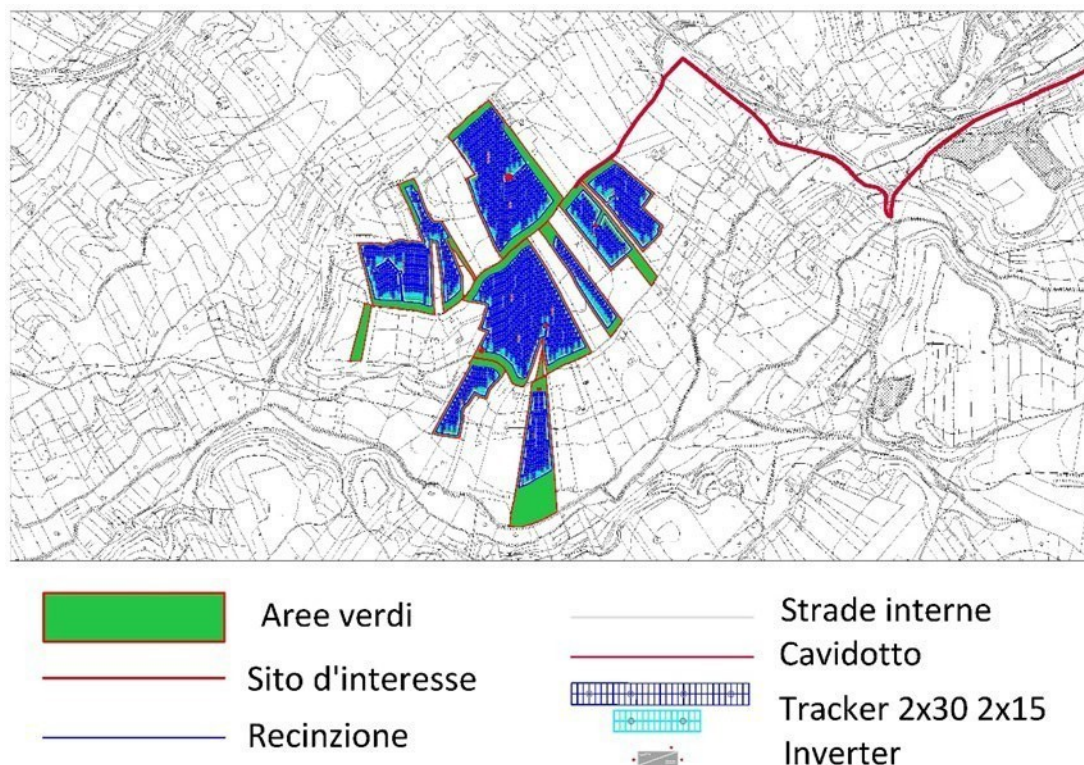 Aree verdi
Sito d'interesse
Recinzione
Strade interne
Cavidotto
Tracker 2x30 2x15
Inverter